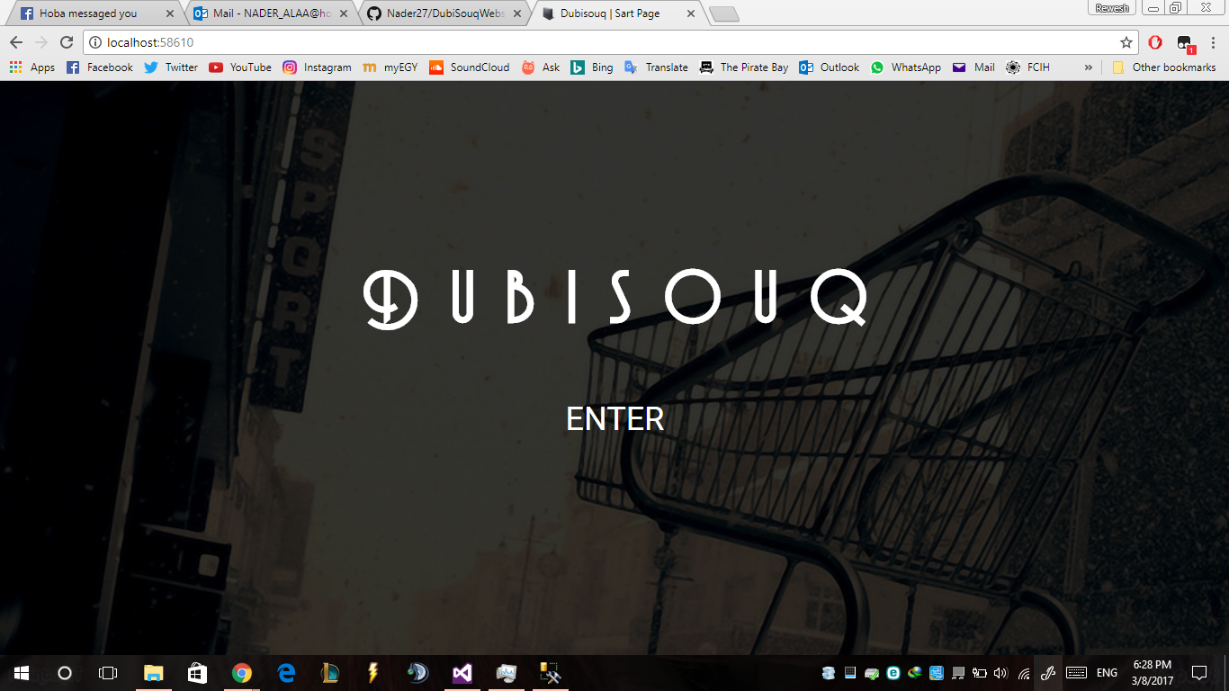 Hoba messaged you
Mail - NADER_ALAA@ho
Nader27/DubiSouqWebs
Dubisouq | Sart Page
Rewesh
localhost:58610
1
Apps
Facebook
Twitter
YouTube
Instagram
myEGY
SoundCloud
Ask
Bing
Translate
The Pirate Bay
Outlook
WhatsApp
Mail
FCIH
»
Other bookmarks
SPORT
DUBISOUQ
ENTER
ENG
6:28 PM
3/8/2017